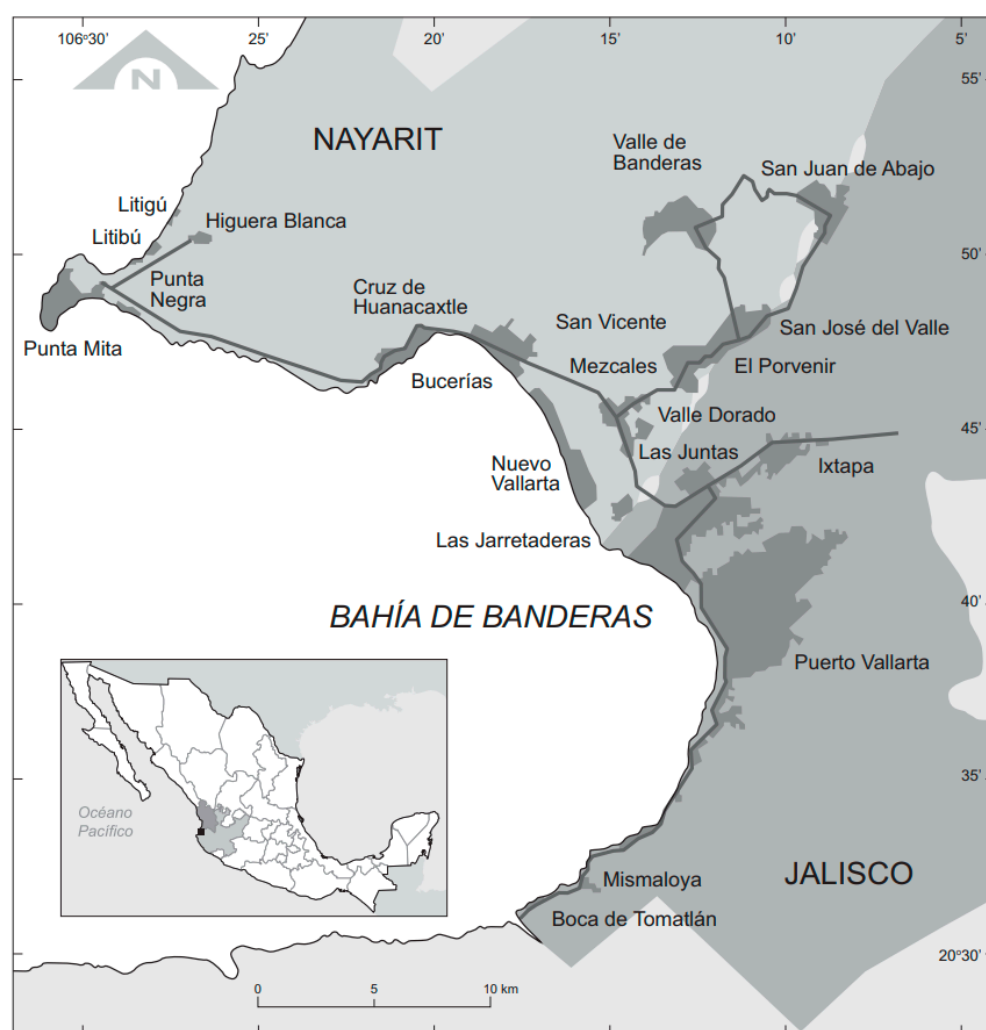 106°30'
25'
20'
15'
10'
5'
55'
N
NAYARIT
Valle de
Banderas
San Juan de Abajo
Litigú
Higuera Blanca
Litibú
50'
Punta
Negra
Cruz de
Huanacaxtle
San Vicente
San José del Valle
Punta Mita
Mezcales
El Porvenir
Bucerías
Valle Dorado
45'
Las Juntas
Nuevo
Vallarta
Ixtapa
Las Jarretaderas
40'
BAHÍA DE BANDERAS
Puerto Vallarta
35'
Océano
Pacífico
Mismaloya
JALISCO
Boca de Tomatlán
20°30'
0
5
10 km